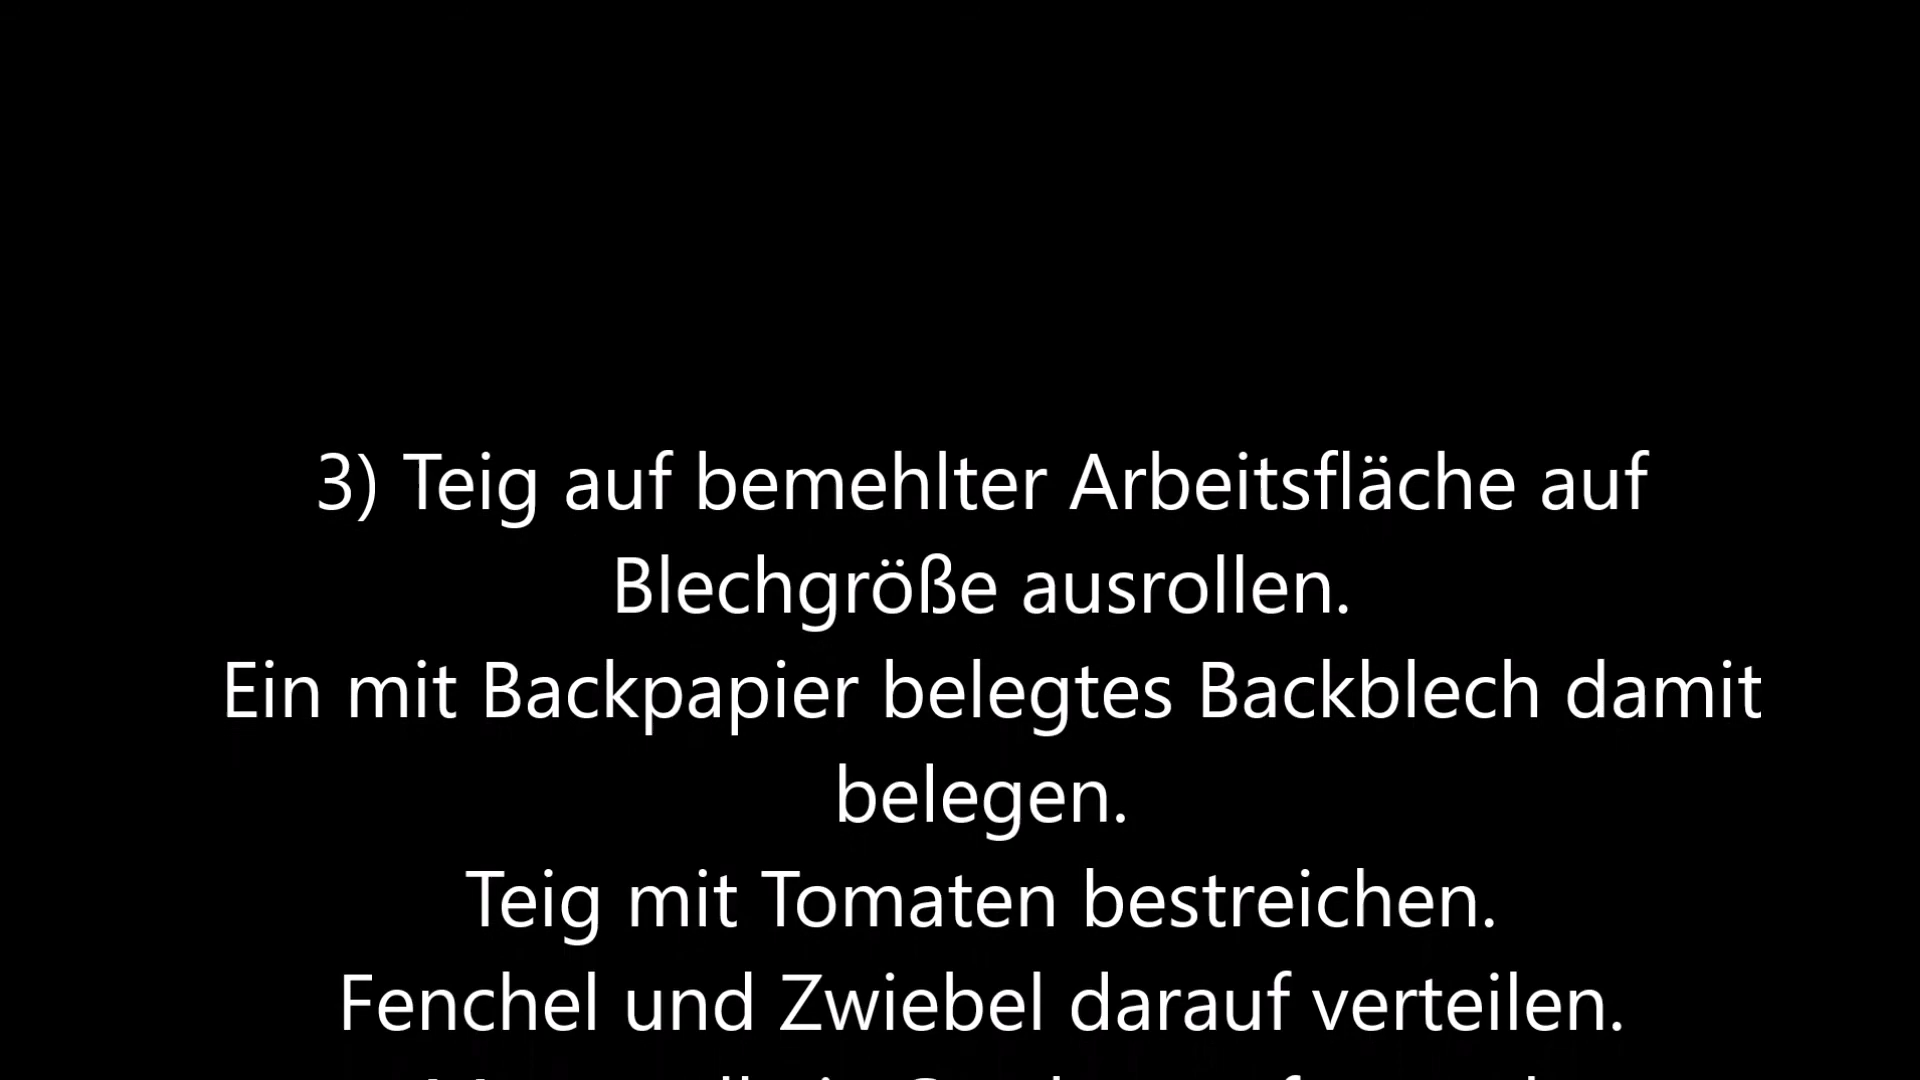 3) Teig auf bemehlter Arbeitsfläche auf
Blechgröße ausrollen.
Ein mit Backpapier belegtes Backblech damit
belegen.
Teig mit Tomaten bestreichen.
Fenchel und Zwiebel darauf verteilen.